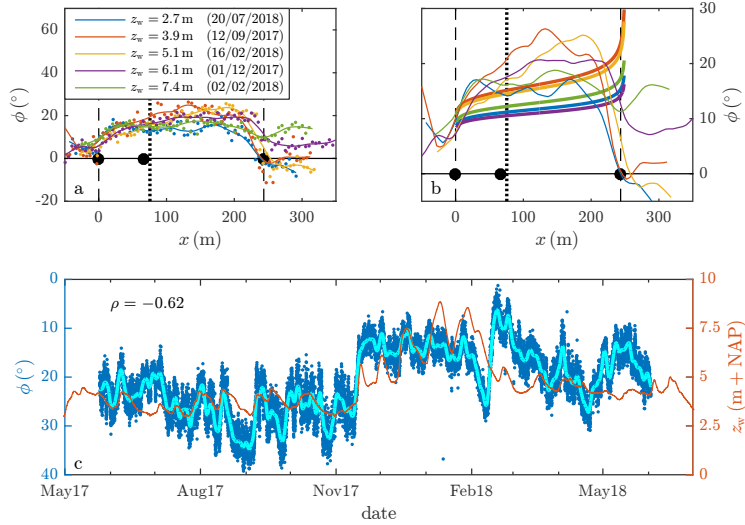 60
40
20
0
-20
ϕ (°)
z_w = 2.7 m (20/07/2018)
z_w = 3.9 m (12/09/2017)
z_w = 5.1 m (16/02/2018)
z_w = 6.1 m (01/12/2017)
z_w = 7.4 m (02/02/2018)
a
0 100 200 300
x (m)
30
20
10
0
ϕ (°)
b
0 100 200 300
x (m)
0
10
20
30
40
ϕ (°)
ρ = −0.62
c
10
7.5
5
2.5
0
z_w (m + NAP)
May17 Aug17 Nov17 Feb18 May18
date